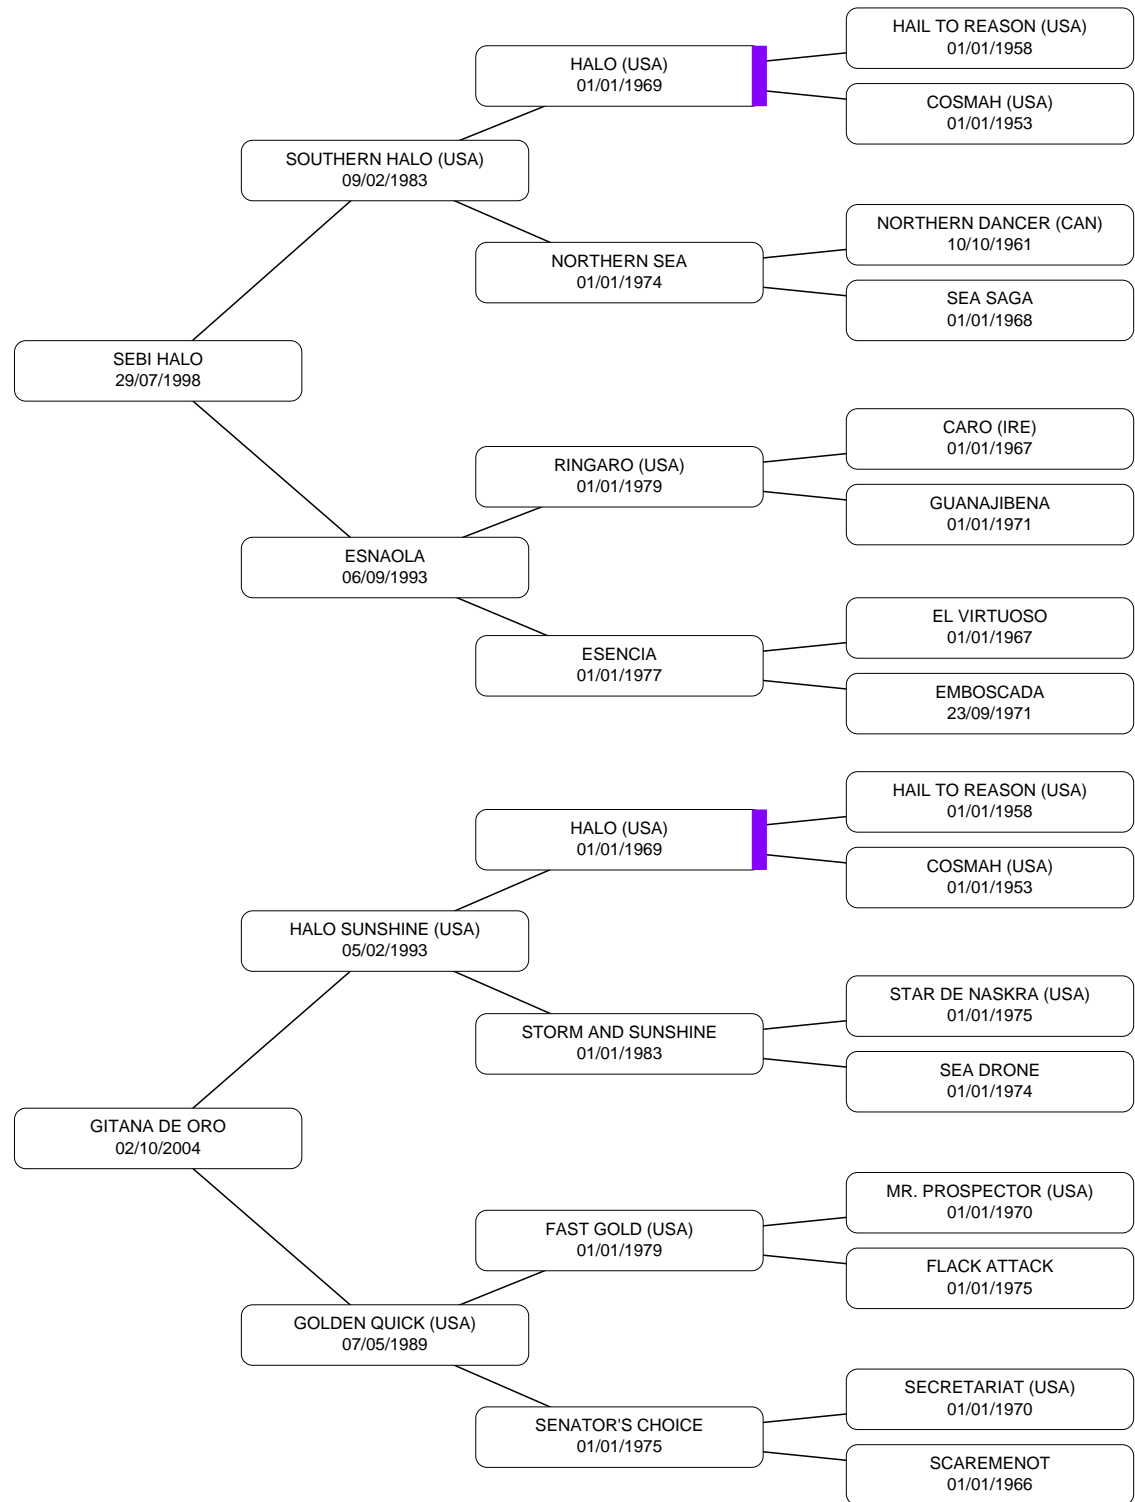 HAIL TO REASON (USA)
01/01/1958
HALO (USA)
01/01/1969
COSMAH (USA)
01/01/1953
SOUTHERN HALO (USA)
09/02/1983
NORTHERN DANCER (CAN)
10/10/1961
NORTHERN SEA
01/01/1974
SEA SAGA
01/01/1968
SEBI HALO
29/07/1998
CARO (IRE)
01/01/1967
RINGARO (USA)
01/01/1979
GUANAJIBENA
01/01/1971
ESNAOLA
06/09/1993
EL VIRTUOSO
01/01/1967
ESENCIA
01/01/1977
EMBOSCADA
23/09/1971
HAIL TO REASON (USA)
01/01/1958
HALO (USA)
01/01/1969
COSMAH (USA)
01/01/1953
HALO SUNSHINE (USA)
05/02/1993
STAR DE NASKRA (USA)
01/01/1975
STORM AND SUNSHINE
01/01/1983
SEA DRONE
01/01/1974
GITANA DE ORO
02/10/2004
MR. PROSPECTOR (USA)
01/01/1970
FAST GOLD (USA)
01/01/1979
FLACK ATTACK
01/01/1975
GOLDEN QUICK (USA)
07/05/1989
SECRETARIAT (USA)
01/01/1970
SENATOR'S CHOICE
01/01/1975
SCAREMENOT
01/01/1966